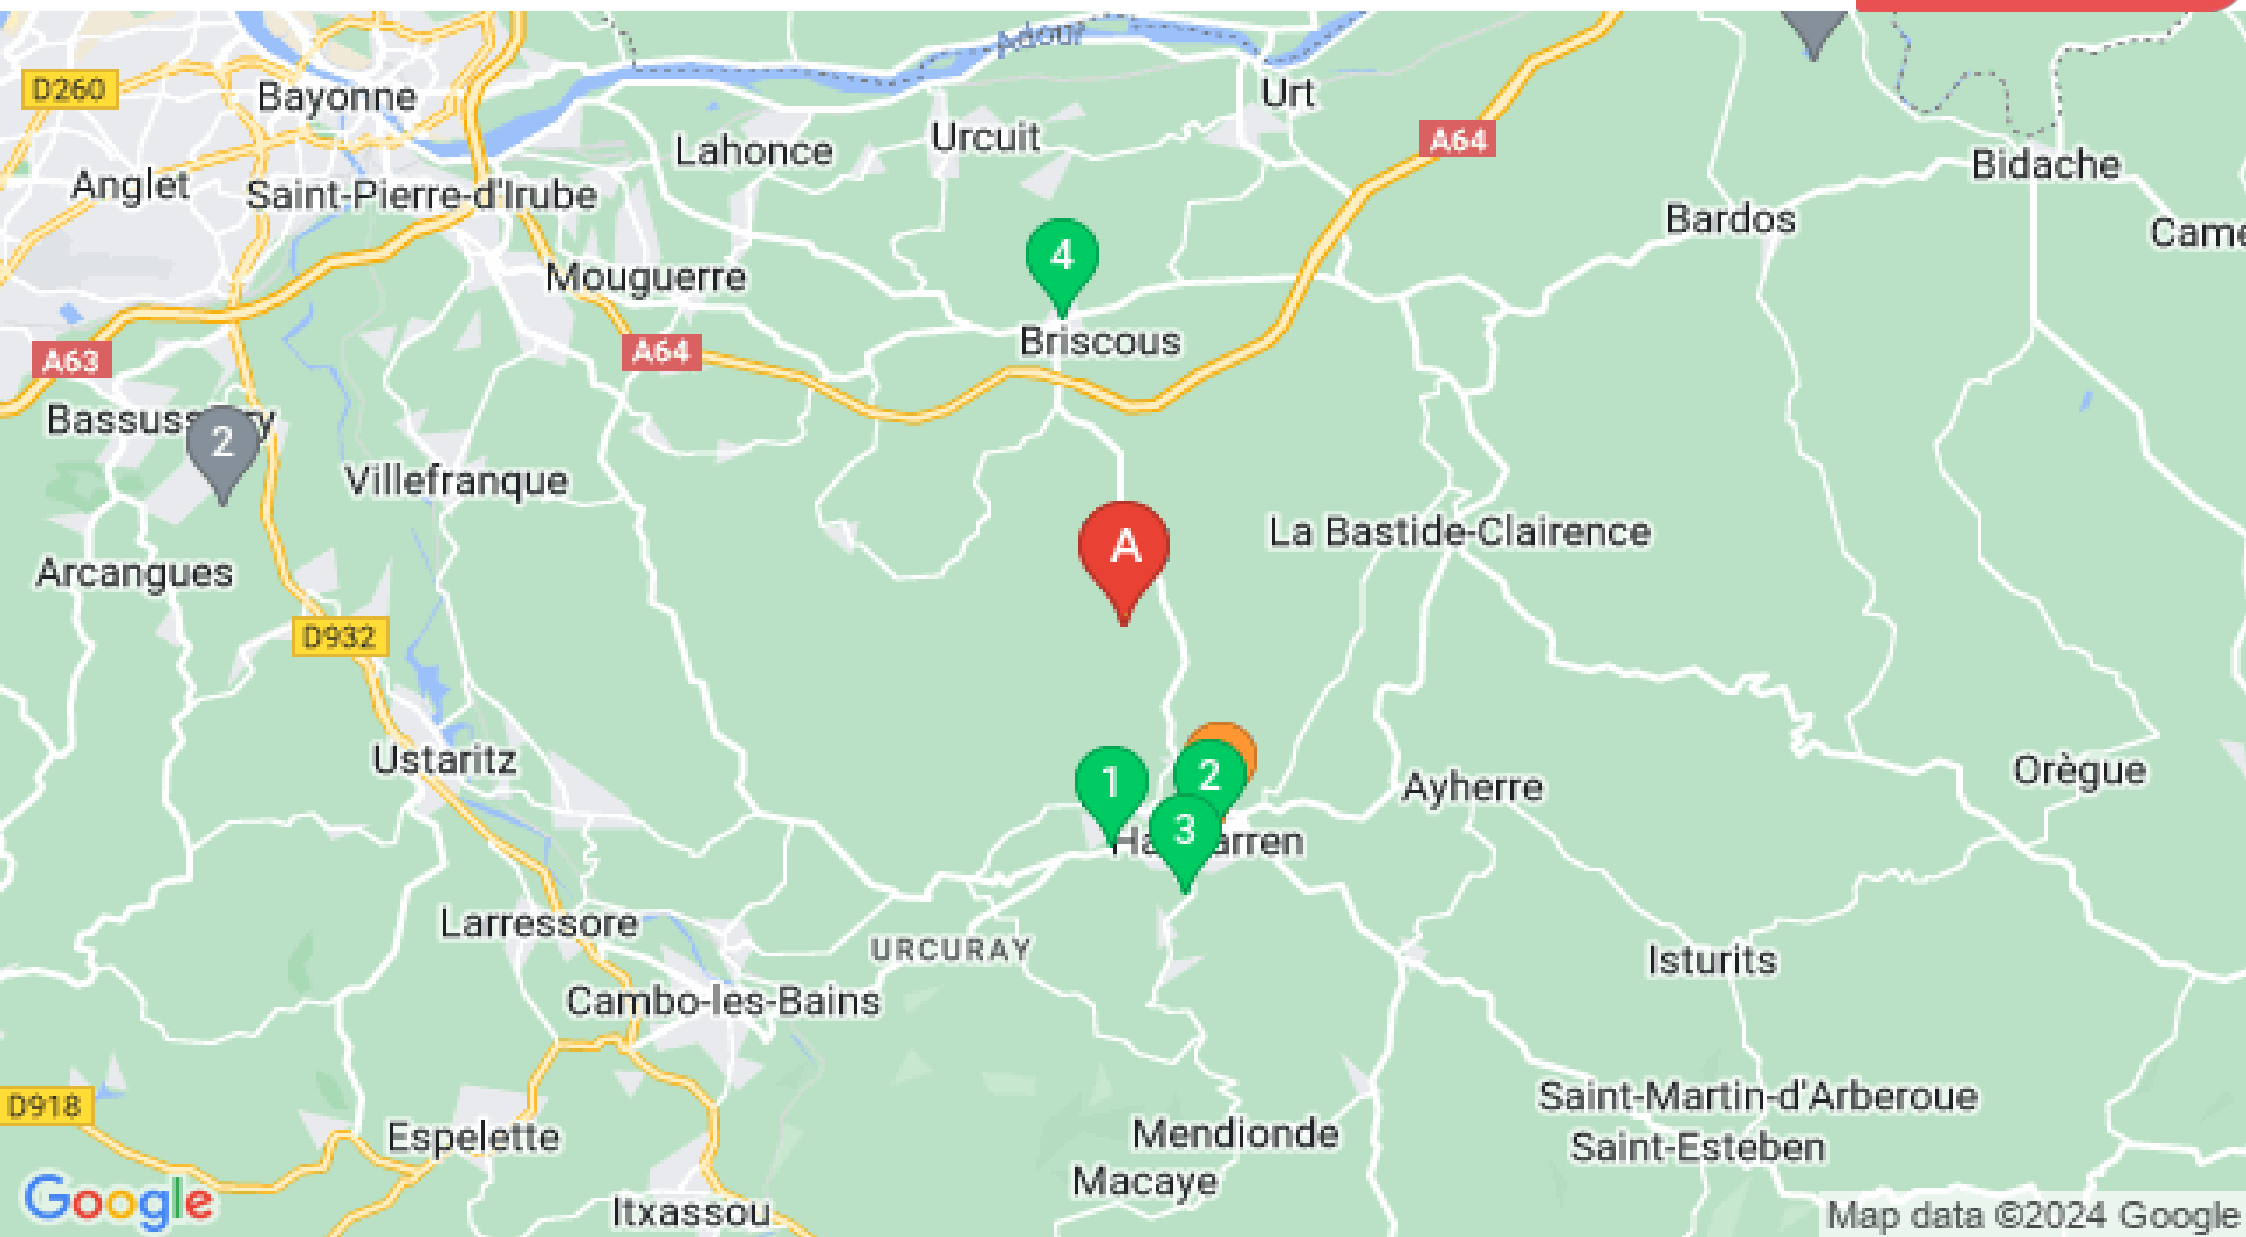 Adour
D260
Bayonne
Urt
Lahonce
Urcuit
A64
Bidache
Anglet
Saint-Pierre-d'Irube
Bardos
4
Mouguerre
A63
A64
Briscous
2
Villefranque
A
La Bastide-Clairence
Arcangues
D932
Ustaritz
1
2
Ayherre
Orègue
3
Larressore
URCURAY
Isturits
Cambo-les-Bains
D918
Espelette
Mendionde
Saint-Martin-d'Arberoue
Saint-Esteben
Macaye
Google
Itxassou
Map data ©2024 Google